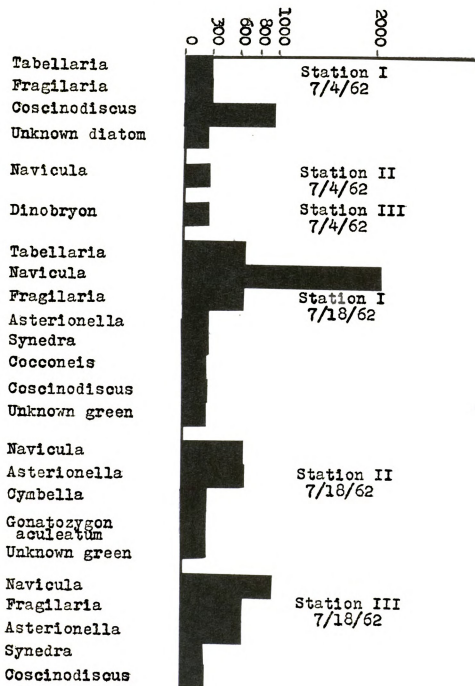 0 300 600 800 1000 2000
Tabellaria
Station I
Fragilaria
7/4/62
Coscinodiscus
Unknown diatom
Navicula
Station II
7/4/62
Dinobryon
Station III
7/4/62
Tabellaria
Navicula
Fragilaria
Station I
7/18/62
Asterionella
Synedra
Cocconeis
Coscinodiscus
Unknown green
Navicula
Asterionella
Station II
7/18/62
Cymbella
Gonatozygon
aculeatum
Unknown green
Navicula
Fragilaria
Station III
7/18/62
Asterionella
Synedra
Coscinodiscus